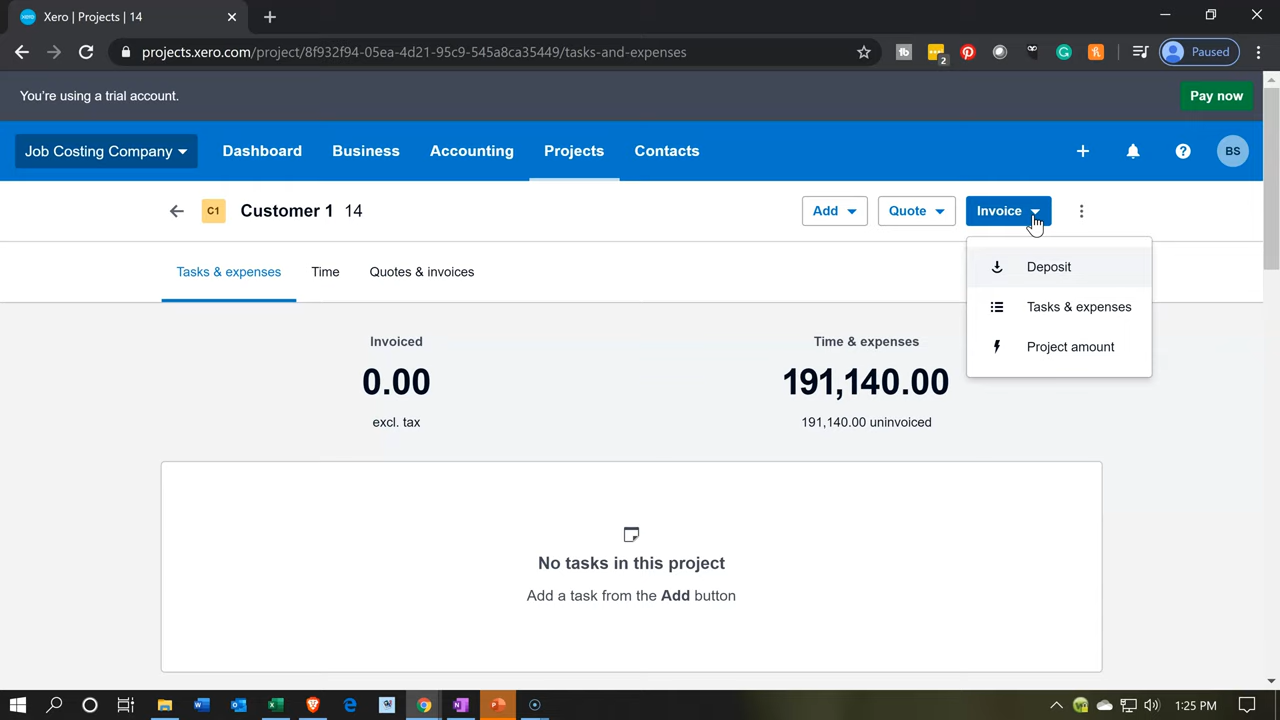 Xero | Projects | 14
projects.xero.com/project/8f932f94-05ea-4d21-95c9-545a8ca35449/tasks-and-expenses
2
Paused
You're using a trial account.
Pay now
Job Costing Company
Dashboard
Business
Accounting
Projects
Contacts
BS
C1
Customer 1 14
Add
Quote
Invoice
Deposit
Tasks & expenses
Project amount
Tasks & expenses
Time
Quotes & invoices
Invoiced
0.00
excl. tax
Time & expenses
191,140.00
191,140.00 uninvoiced
No tasks in this project
Add a task from the Add button
1:25 PM